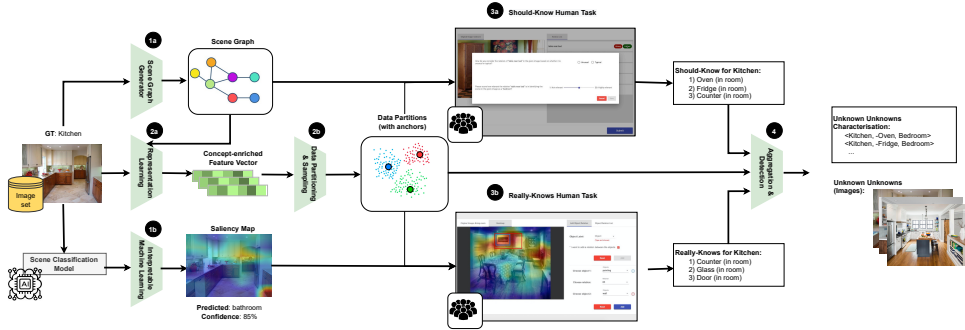 3a
Should-Know Human Task
1a
Scene Graph
Scene Graph
Generator
Should-Know for Kitchen:
1) Oven (in room)
2) Fridge (in room)
3) Counter (in room)
GT: Kitchen
2a
Representation
Learning
Concept-enriched
Feature Vector
2b
Data Partitioning
& Sampling
Data Partitions
(with anchors)
4
Aggregation &
Detection
Unknown Unknowns
Characterisation:
<Kitchen, -Oven, Bedroom>
<Kitchen, -Fridge, Bedroom>
...
Image
set
3b
Really-Knows Human Task
Unknown Unknowns
(Images):
1b
Interpretable
Machine Learning
Saliency Map
Scene Classification
Model
AI
Really-Knows for Kitchen:
1) Counter (in room)
2) Glass (in room)
3) Door (in room)
Predicted: bathroom
Confidence: 85%